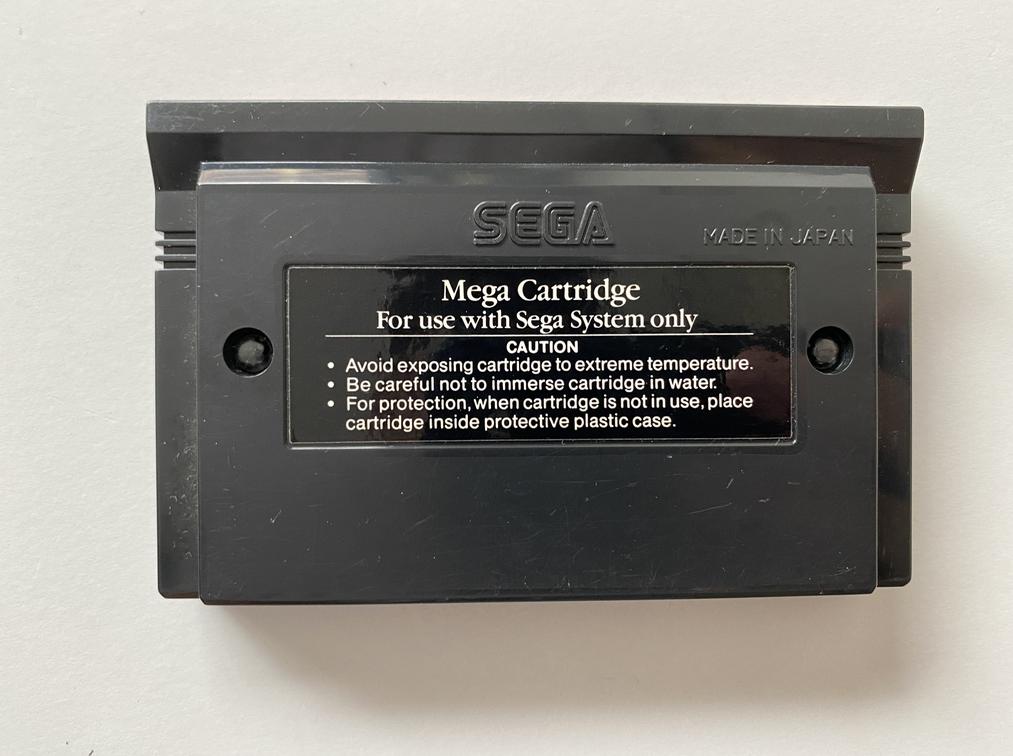 SEGA
MADE IN JAPAN
Mega Cartridge
For use with Sega System only
CAUTION
• Avoid exposing cartridge to extreme temperature.
• Be careful not to immerse cartridge in water.
• For protection, when cartridge is not in use, place
cartridge inside protective plastic case.